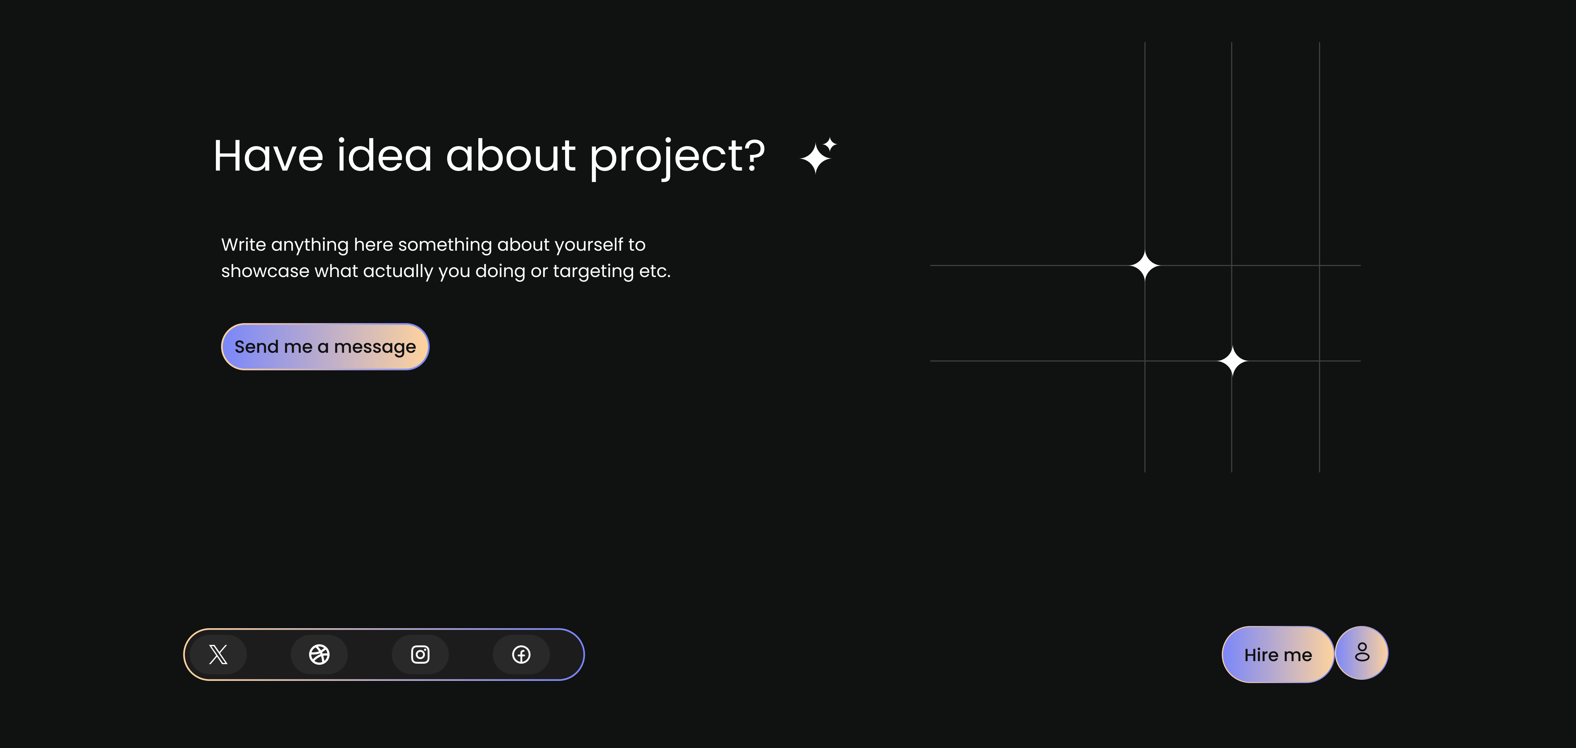 Have idea about project?
Write anything here something about yourself to
showcase what actually you doing or targeting etc.
Send me a message
Hire me